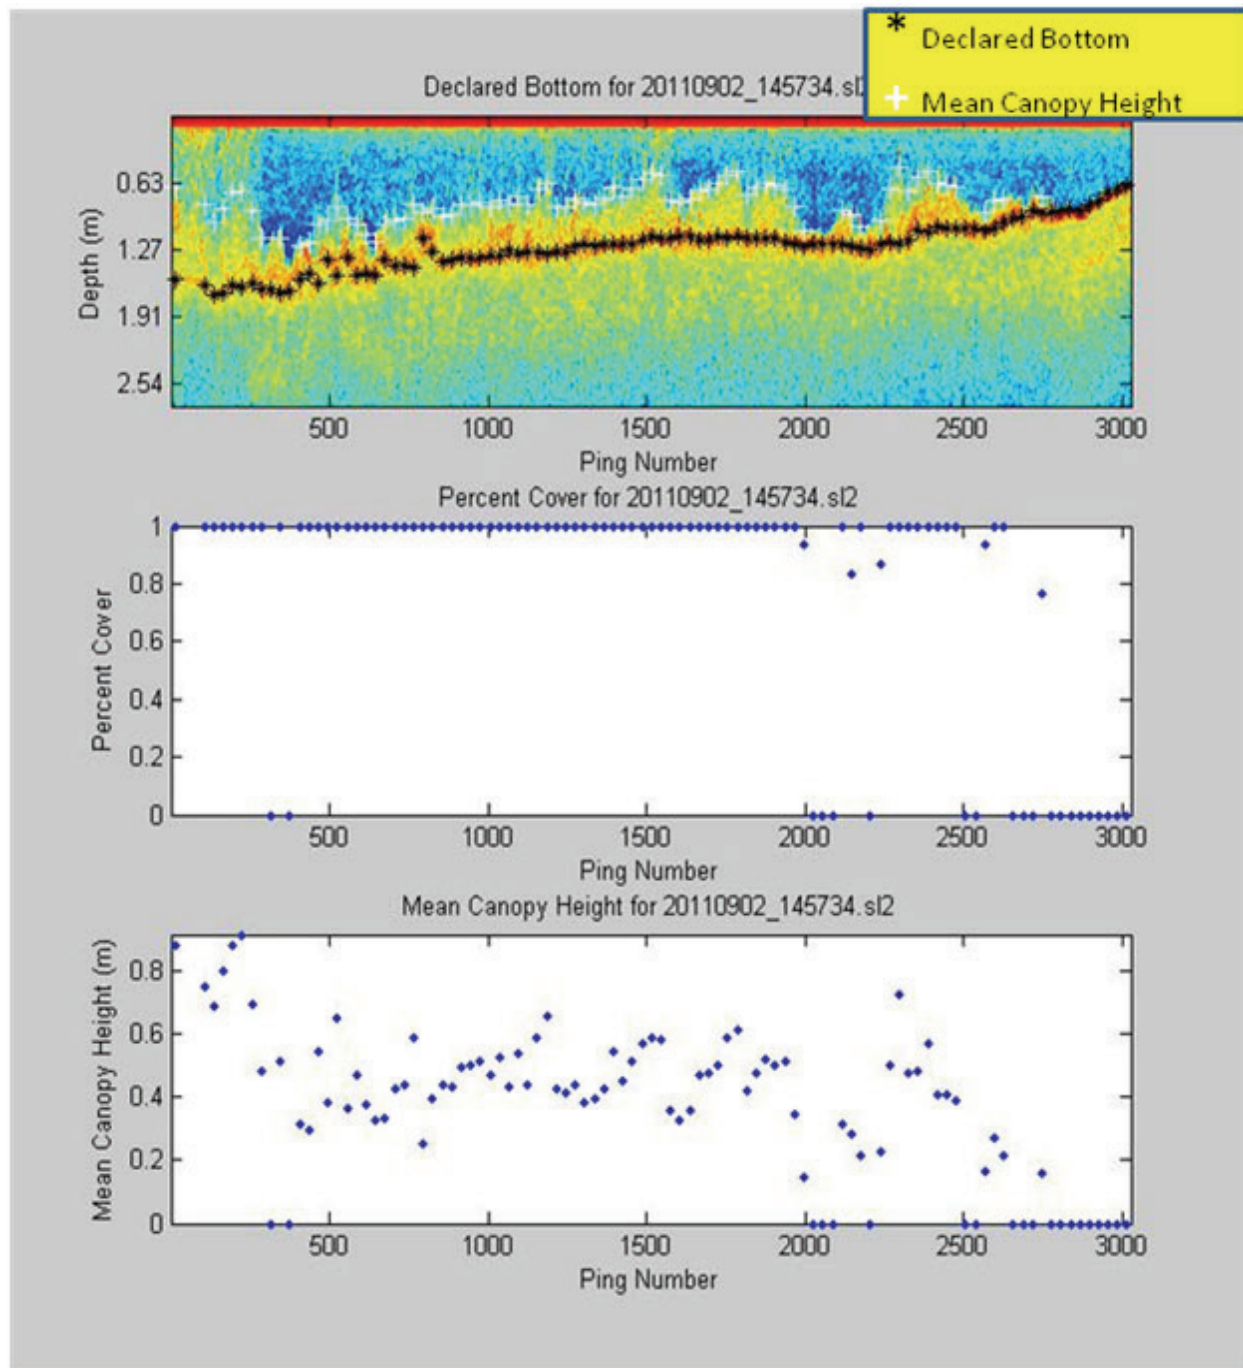 * Declared Bottom
+ Mean Canopy Height
Declared Bottom for 20110902_145734.sl2
0.63
1.27
1.91
2.54
Depth (m)
500 1000 1500 2000 2500 3000
Ping Number
Percent Cover for 20110902_145734.sl2
1
0.8
0.6
0.4
0.2
0
Percent Cover
500 1000 1500 2000 2500 3000
Ping Number
Mean Canopy Height for 20110902_145734.sl2
0.8
0.6
0.4
0.2
0
Mean Canopy Height (m)
500 1000 1500 2000 2500 3000
Ping Number